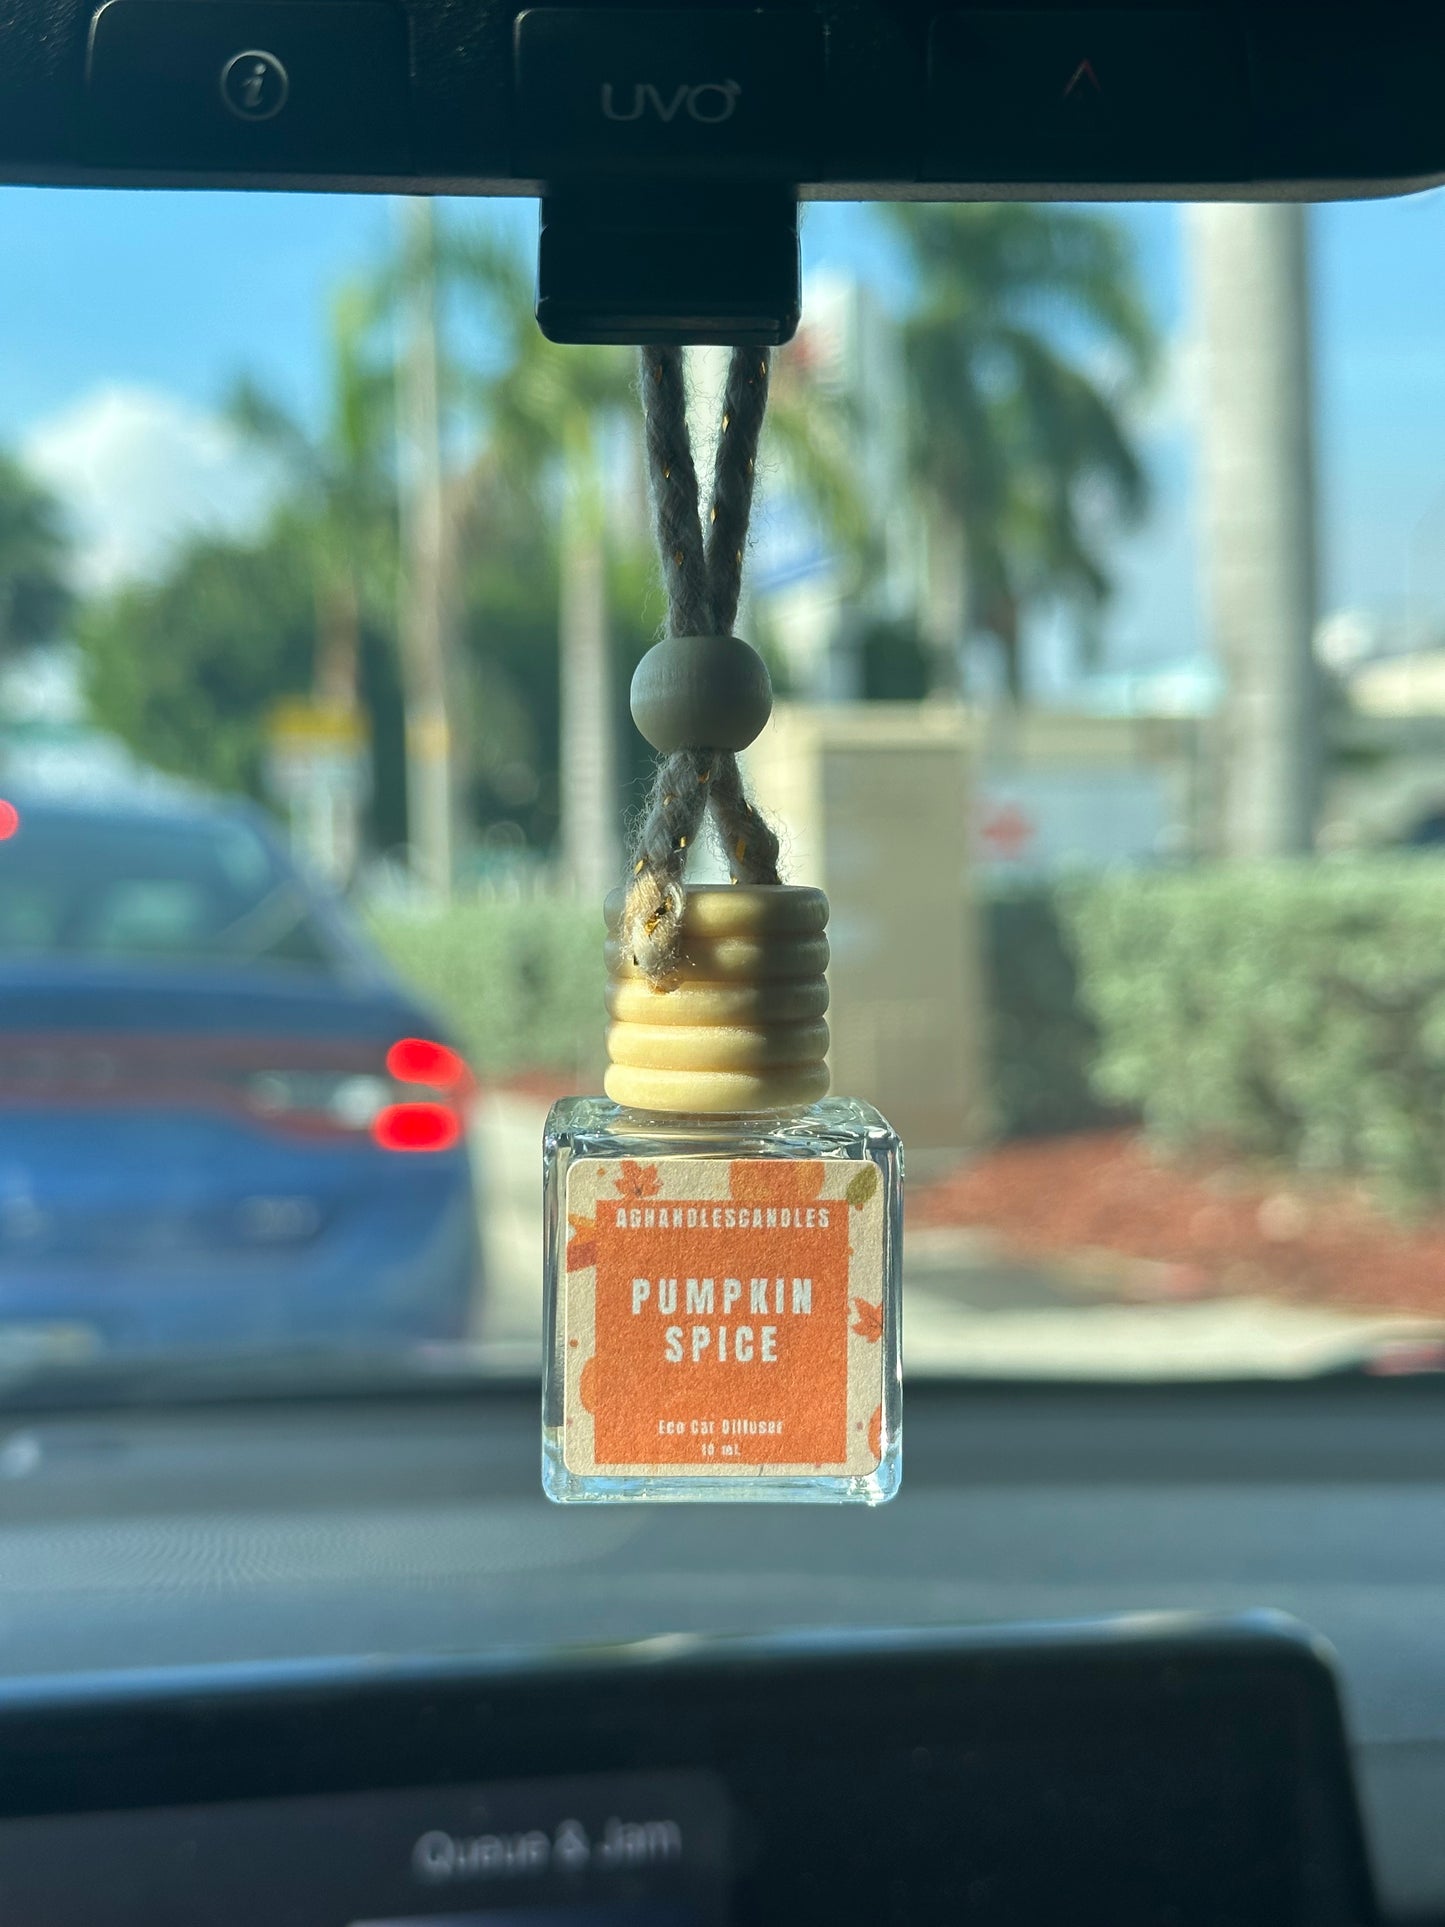 i
UVO
AGHANDLESCANDLES
PUMPKIN
SPICE
Eco Car Diffuser
10 mL
Queue & Jam